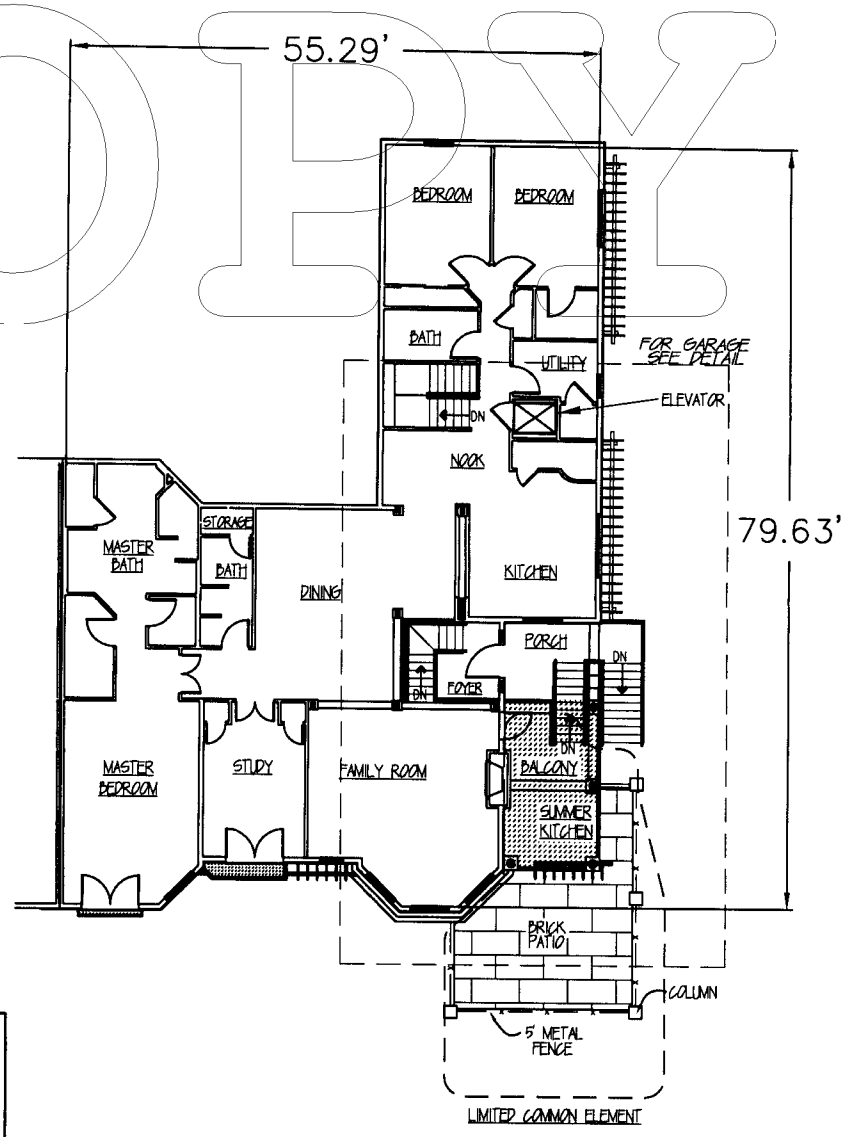 OPY
55.29'
BEDROOM
BEDROOM
BATH
UTILITY
FOR GARAGE
SEE DETAIL
ELEVATOR
DN
NOOK
79.63'
STORAGE
MASTER
BATH
BATH
DINING
KITCHEN
PORCH
DN
FOYER
DN
DN
MASTER
BEDROOM
STUDY
FAMILY ROOM
BALCONY
SUMMER
KITCHEN
BRICK
PATIO
COLUMN
5' METAL
FENCE
LIMITED COMMON ELEMENT